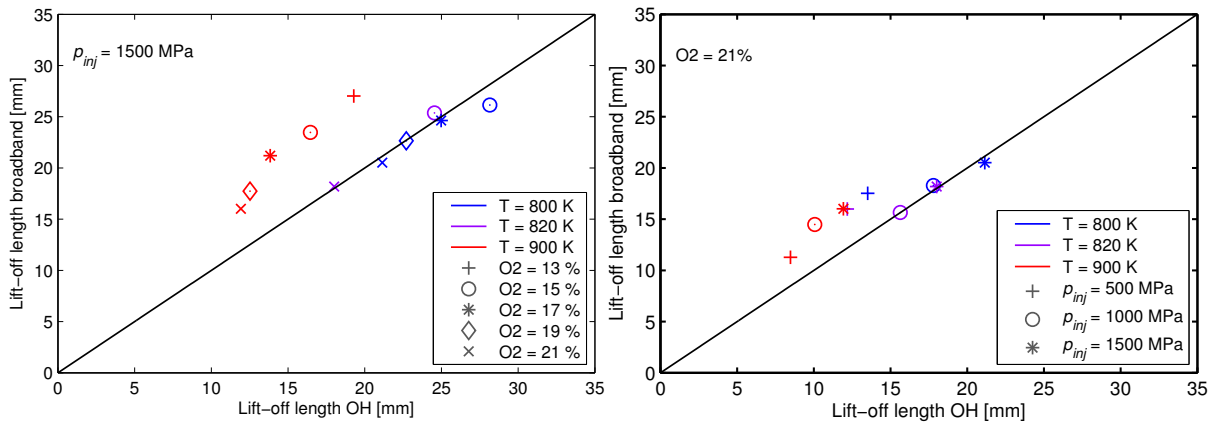 p_inj = 1500 MPa
Lift-off length broadband [mm]
35
30
25
20
15
10
5
0
T = 800 K
T = 820 K
T = 900 K
O2 = 13 %
O2 = 15 %
O2 = 17 %
O2 = 19 %
O2 = 21 %
0 5 10 15 20 25 30 35
Lift-off length OH [mm]
O2 = 21%
Lift-off length broadband [mm]
35
30
25
20
15
10
5
0
T = 800 K
T = 820 K
T = 900 K
p_inj = 500 MPa
p_inj = 1000 MPa
p_inj = 1500 MPa
0 5 10 15 20 25 30 35
Lift-off length OH [mm]